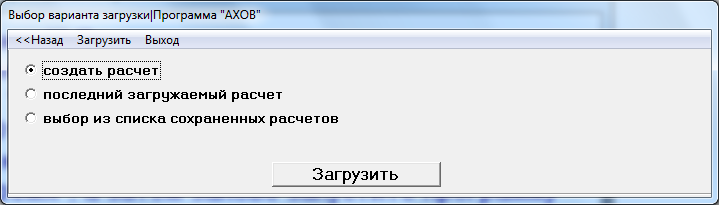 Выбор варианта загрузки|Программа "АХОВ"
<<Назад Загрузить Выход
создать расчет
последний загружаемый расчет
выбор из списка сохраненных расчетов
Загрузить